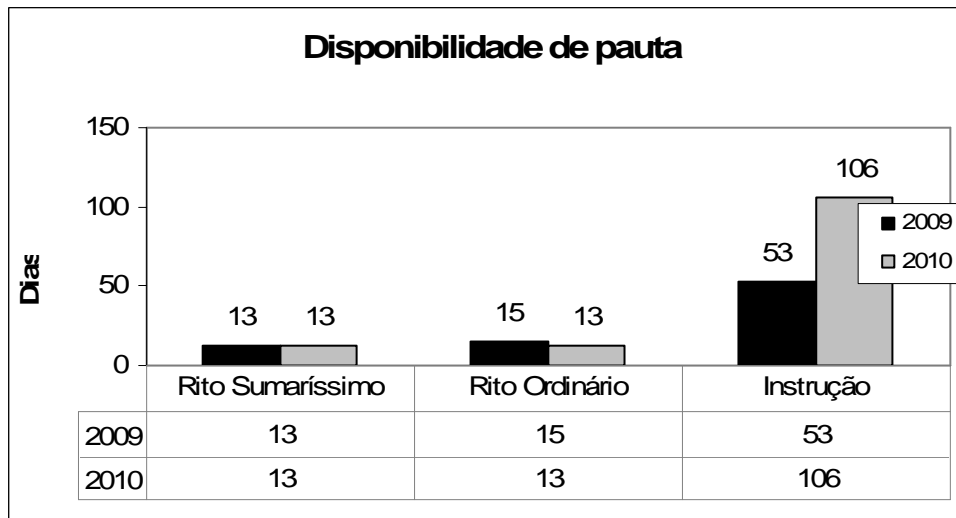 Disponibilidade de pauta
150
106
100
2009
2010
53
50
13 13 15 13
0
Dias
Rito Sumaríssimo Rito Ordinário Instrução
2009 13 15 53
2010 13 13 106